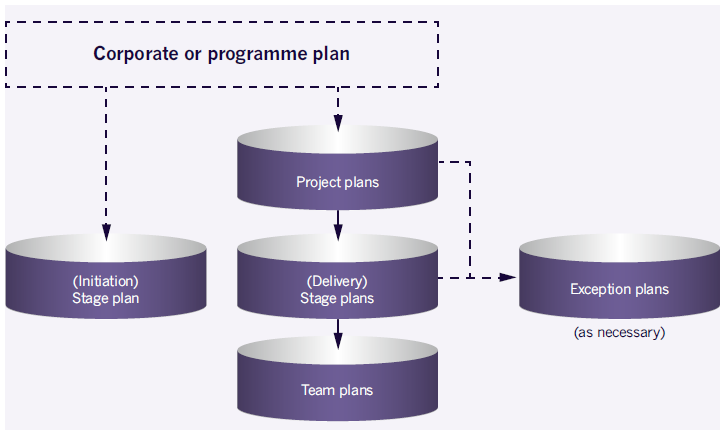 Corporate or programme plan
Project plans
(Initiation)
Stage plan
(Delivery)
Stage plans
Exception plans
(as necessary)
Team plans